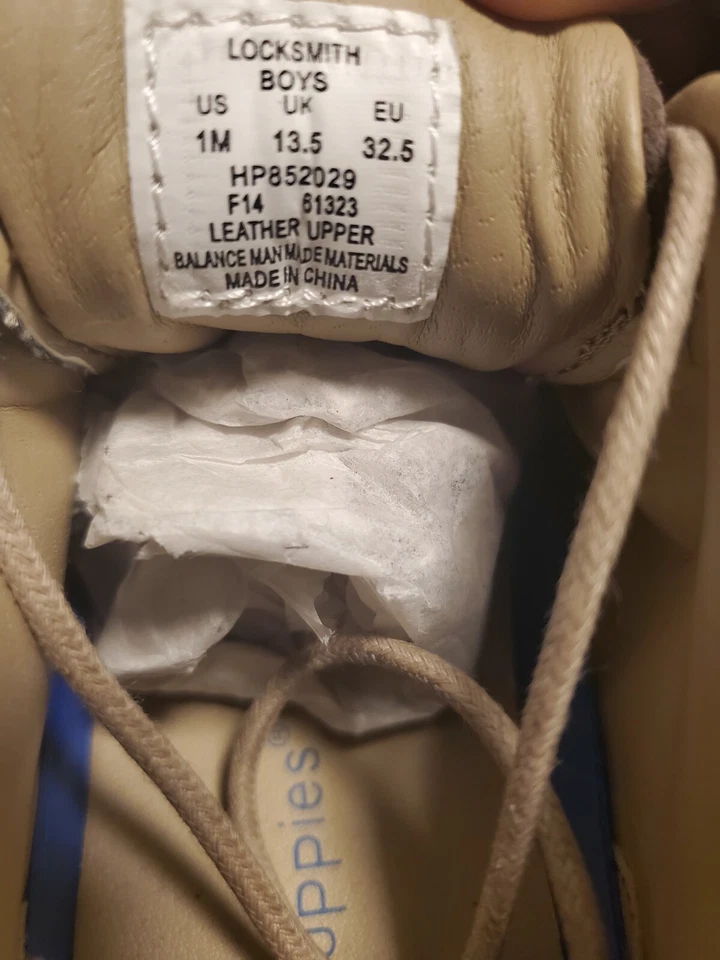 LOCKSMITH
BOYS
US UK EU
1M 13.5 32.5
HP852029
F14 61323
LEATHER UPPER
BALANCE MAN MADE MATERIALS
MADE IN CHINA
uppies®